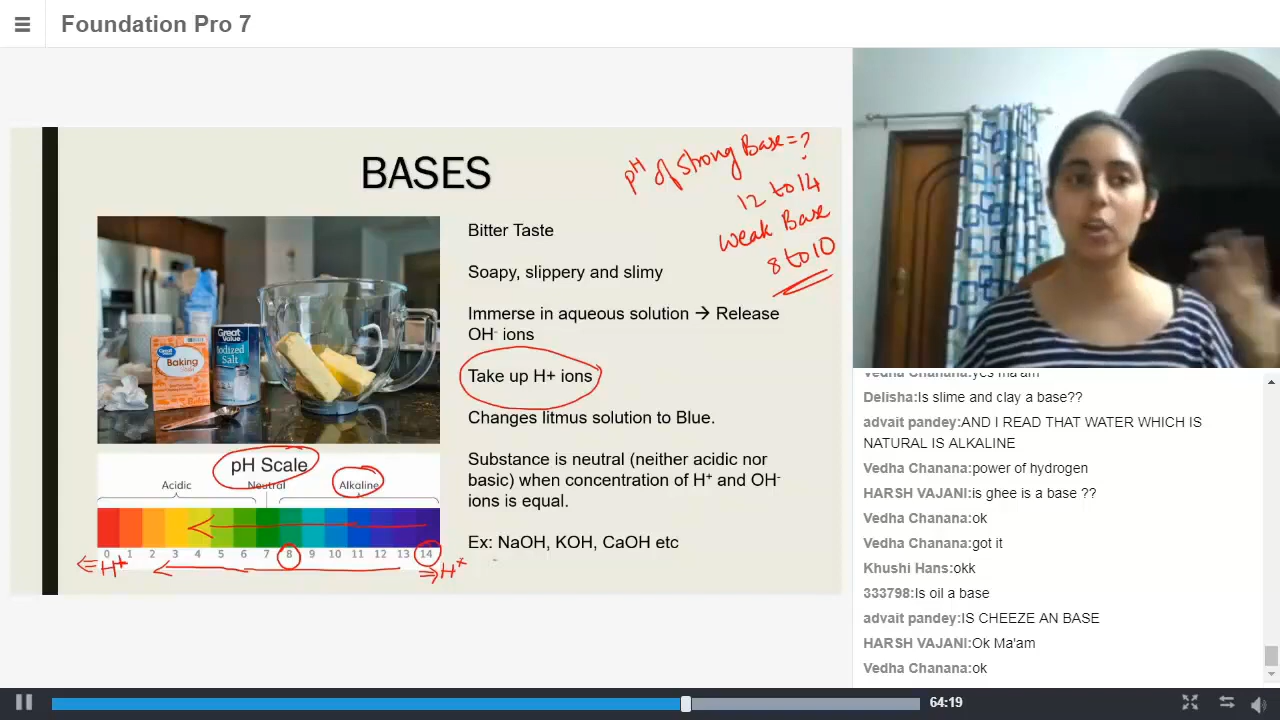 Foundation Pro 7
BASES
pH of strong Base = ?
12 to 14
weak Base
8 to 10
Bitter Taste
Soapy, slippery and slimy
Immerse in aqueous solution → Release
OH⁻ ions
Take up H+ ions
Changes litmus solution to Blue.
Substance is neutral (neither acidic nor
basic) when concentration of H⁺ and OH⁻
ions is equal.
Ex: NaOH, KOH, CaOH etc
Great Value
Baking
Great Value
Iodized
Salt
pH Scale
Acidic Neutral Alkaline
0 1 2 3 4 5 6 7 8 9 10 11 12 13 14
⇐ H+
⇒ H+
Vedha Chanana:yes ma'am
Delisha:Is slime and clay a base??
advait pandey:AND I READ THAT WATER WHICH IS
NATURAL IS ALKALINE
Vedha Chanana:power of hydrogen
HARSH VAJANI:is ghee is a base ??
Vedha Chanana:ok
Vedha Chanana:got it
Khushi Hans:okk
333798:Is oil a base
advait pandey:IS CHEEZE AN BASE
HARSH VAJANI:Ok Ma'am
Vedha Chanana:ok
64:19